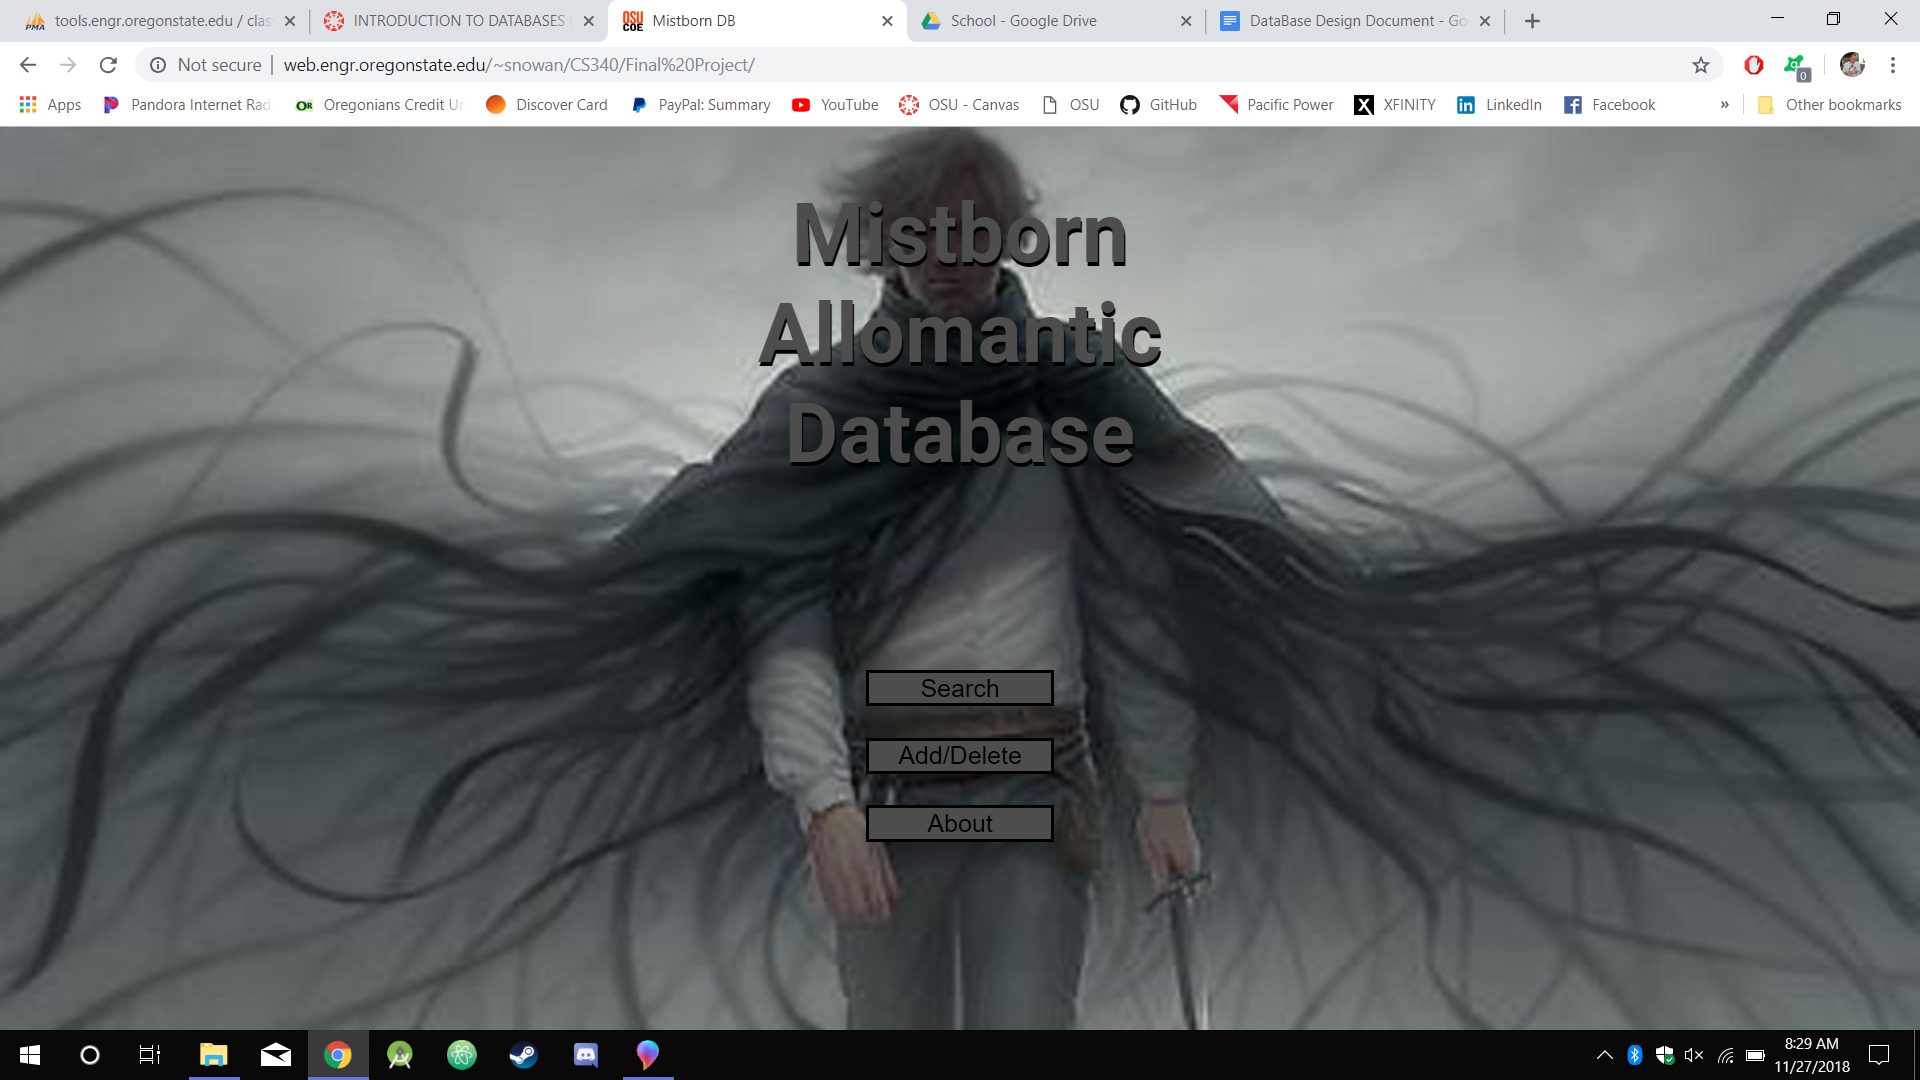 tools.engr.oregonstate.edu / clas
INTRODUCTION TO DATABASES
Mistborn DB
School - Google Drive
DataBase Design Document - Go
Not secure
web.engr.oregonstate.edu/~snowan/CS340/Final%20Project/
0
Apps
Pandora Internet Rad
Oregonians Credit Un
Discover Card
PayPal: Summary
YouTube
OSU - Canvas
OSU
GitHub
Pacific Power
XFINITY
LinkedIn
Facebook
»
Other bookmarks
Mistborn
Allomantic
Database
Search
Add/Delete
About
8:29 AM
11/27/2018